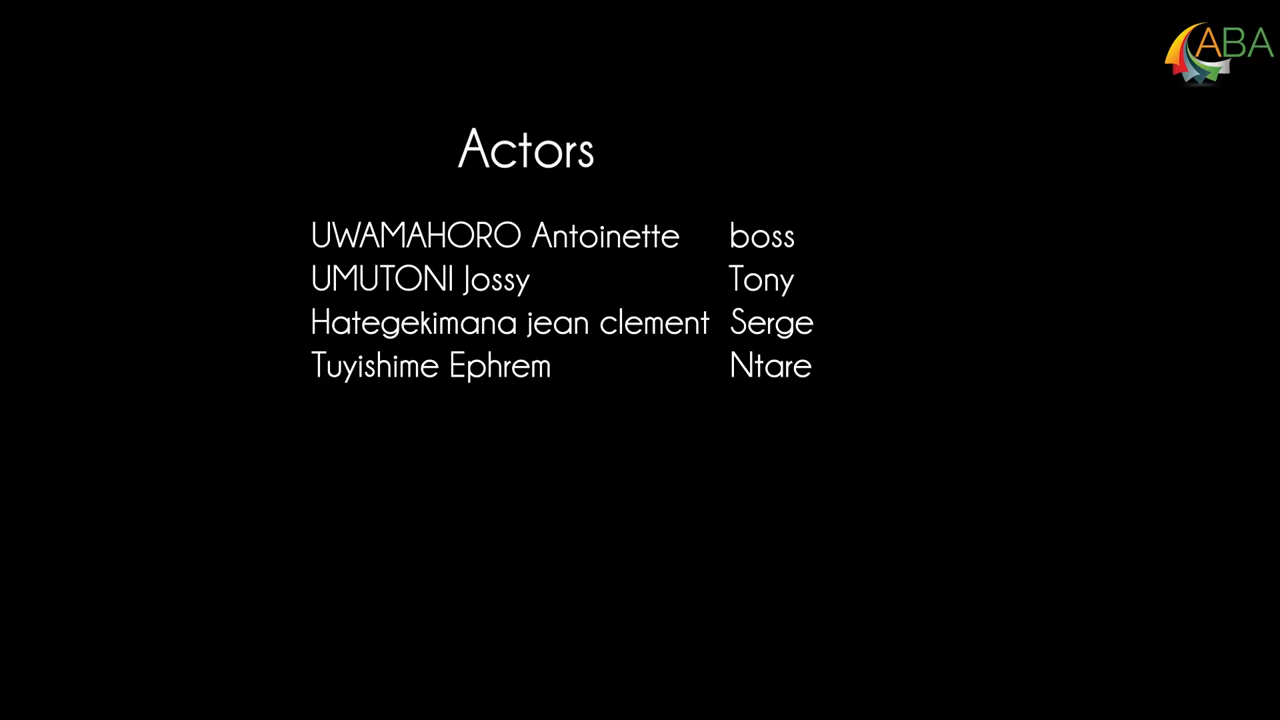 ABA
Actors
UWAMAHORO Antoinette boss
UMUTONI Jossy Tony
Hategekimana jean clement Serge
Tuyishime Ephrem Ntare